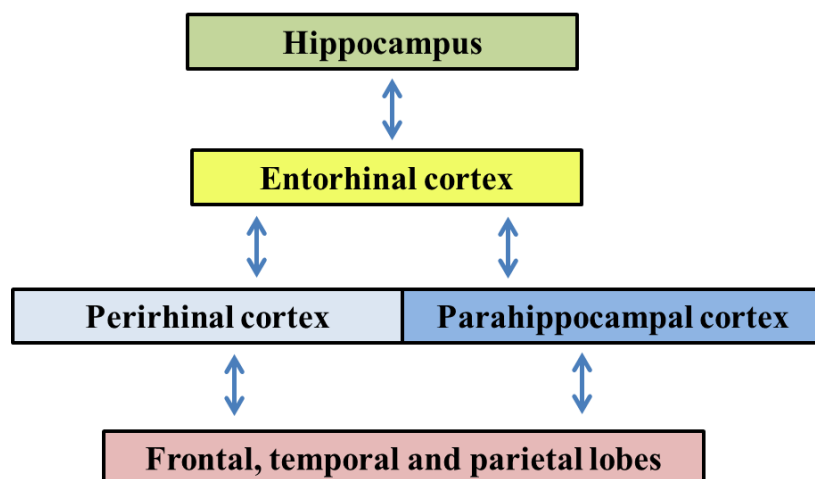 Hippocampus
Entorhinal cortex
Perirhinal cortex
Parahippocampal cortex
Frontal, temporal and parietal lobes